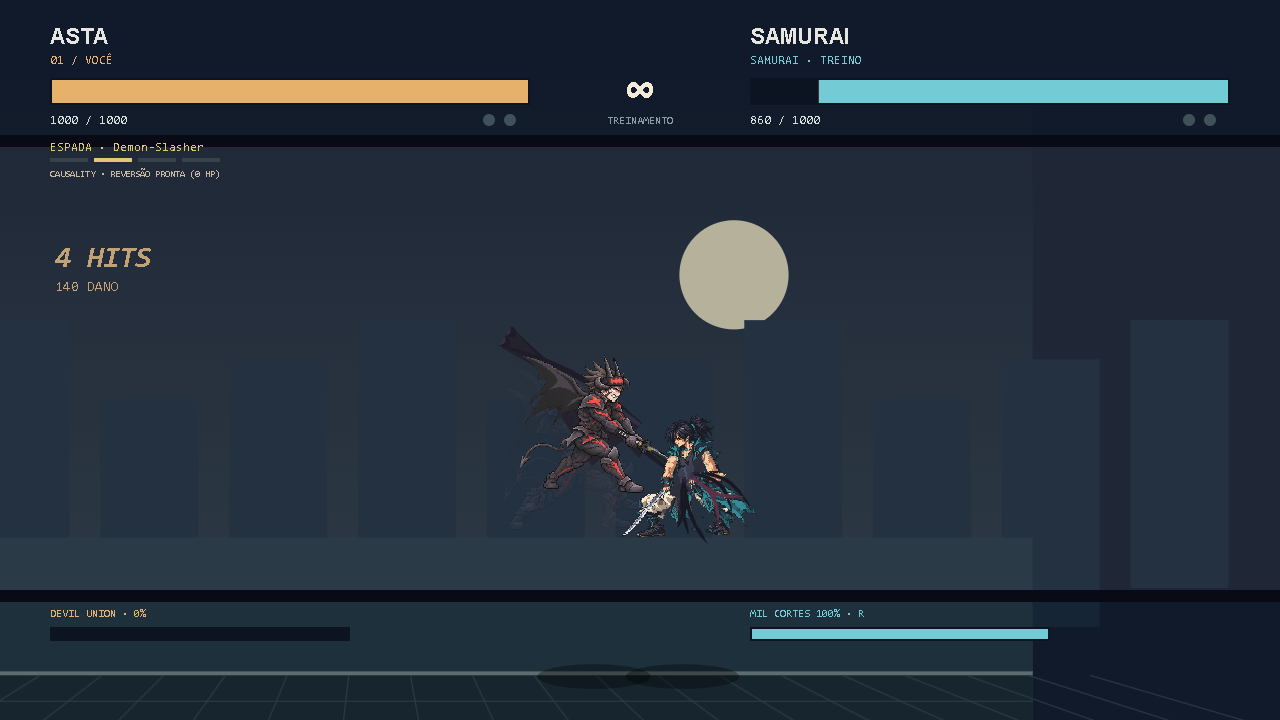 ASTA
01 / VOCÊ
1000 / 1000
∞
TREINAMENTO
SAMURAI
SAMURAI · TREINO
860 / 1000
ESPADA · Demon-Slasher
CAUSALITY · REVERSÃO PRONTA (0 HP)
4 HITS
140 DANO
DEVIL UNION · 0%
MIL CORTES 100% · R